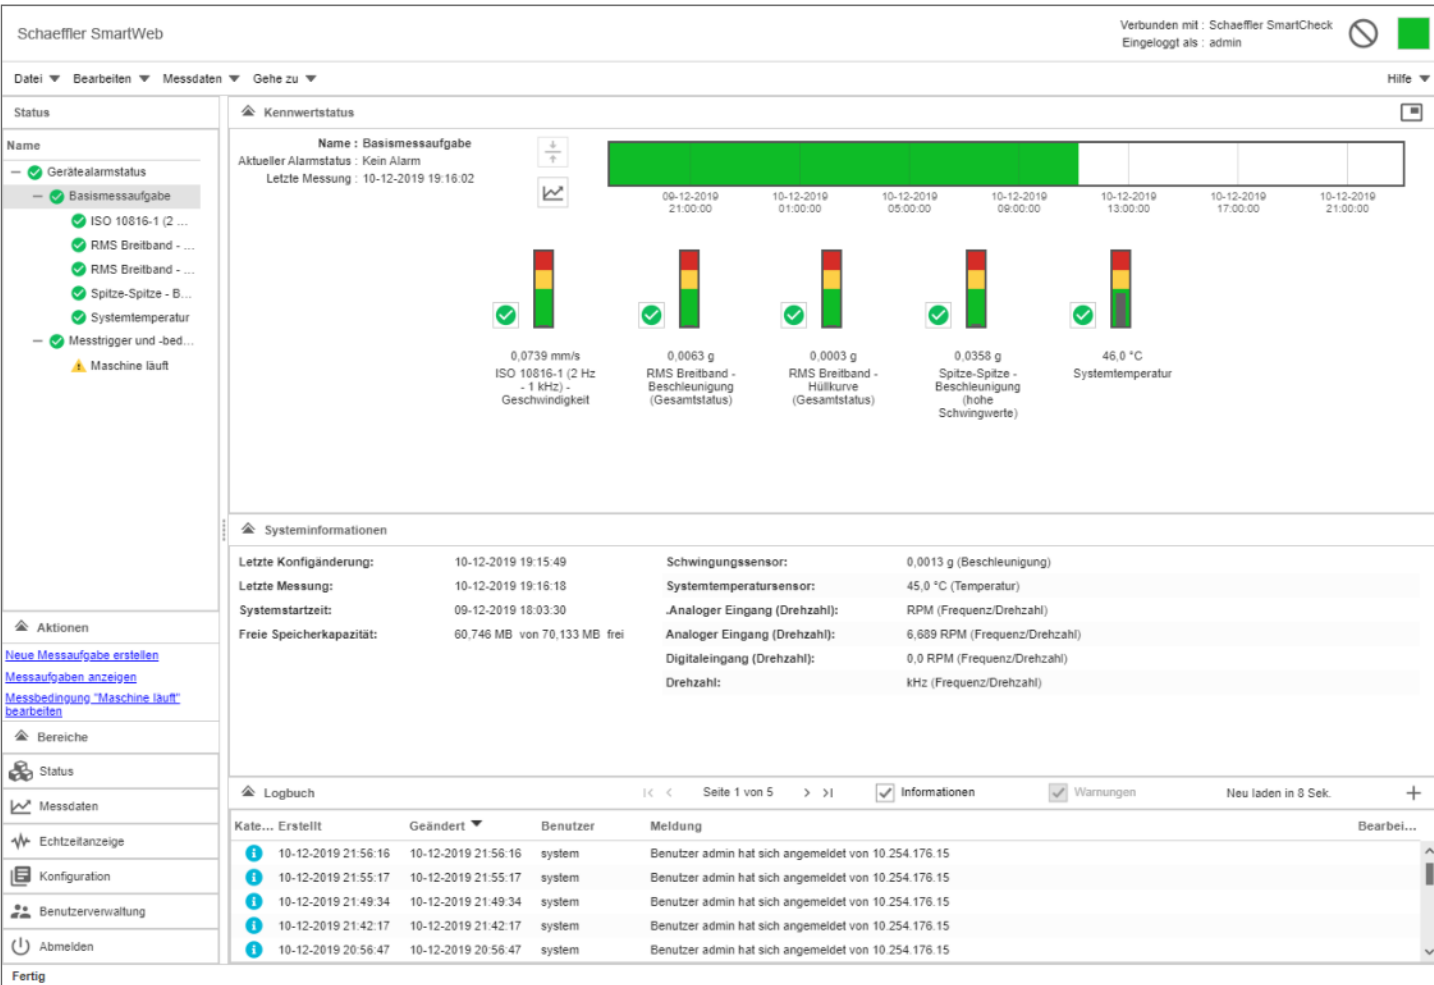 Schaeffler SmartWeb
Verbunden mit : Schaeffler SmartCheck
Eingeloggt als : admin
Datei Bearbeiten Messdaten Gehe zu Hilfe
Status
Name
Gerätealarmstatus
Basismessaufgabe
ISO 10816-1 (2 ...
RMS Breitband - ...
RMS Breitband - ...
Spitze-Spitze - B...
Systemtemperatur
Messtrigger und -bed...
Maschine läuft
Aktionen
Neue Messaufgabe erstellen
Messaufgaben anzeigen
Messbedingung "Maschine läuft"
bearbeiten
Bereiche
Status
Messdaten
Echtzeitanzeige
Konfiguration
Benutzerverwaltung
Abmelden
Kennwertstatus
Name : Basismessaufgabe
Aktueller Alarmstatus : Kein Alarm
Letzte Messung : 10-12-2019 19:16:02
09-12-2019 10-12-2019 10-12-2019 10-12-2019 10-12-2019 10-12-2019 10-12-2019
21:00:00 01:00:00 05:00:00 09:00:00 13:00:00 17:00:00 21:00:00
0,0739 mm/s
ISO 10816-1 (2 Hz
- 1 kHz) -
Geschwindigkeit
0,0063 g
RMS Breitband -
Beschleunigung
(Gesamtstatus)
0,0003 g
RMS Breitband -
Hüllkurve
(Gesamtstatus)
0,0358 g
Spitze-Spitze -
Beschleunigung
(hohe
Schwingwerte)
46,0 °C
Systemtemperatur
Systeminformationen
Letzte Konfigänderung: 10-12-2019 19:15:49
Letzte Messung: 10-12-2019 19:16:18
Systemstartzeit: 09-12-2019 18:03:30
Freie Speicherkapazität: 60,746 MB von 70,133 MB frei
Schwingungssensor: 0,0013 g (Beschleunigung)
Systemtemperatursensor: 45,0 °C (Temperatur)
.Analoger Eingang (Drehzahl): RPM (Frequenz/Drehzahl)
Analoger Eingang (Drehzahl): 6,689 RPM (Frequenz/Drehzahl)
Digitaleingang (Drehzahl): 0,0 RPM (Frequenz/Drehzahl)
Drehzahl: kHz (Frequenz/Drehzahl)
Logbuch Seite 1 von 5 Informationen Warnungen Neu laden in 8 Sek.
Kate... Erstellt Geändert Benutzer Meldung Bearbei...
10-12-2019 21:56:16 10-12-2019 21:56:16 system Benutzer admin hat sich angemeldet von 10.254.176.15
10-12-2019 21:55:17 10-12-2019 21:55:17 system Benutzer admin hat sich angemeldet von 10.254.176.15
10-12-2019 21:49:34 10-12-2019 21:49:34 system Benutzer admin hat sich angemeldet von 10.254.176.15
10-12-2019 21:42:17 10-12-2019 21:42:17 system Benutzer admin hat sich angemeldet von 10.254.176.15
10-12-2019 20:56:47 10-12-2019 20:56:47 system Benutzer admin hat sich angemeldet von 10.254.176.15
Fertig